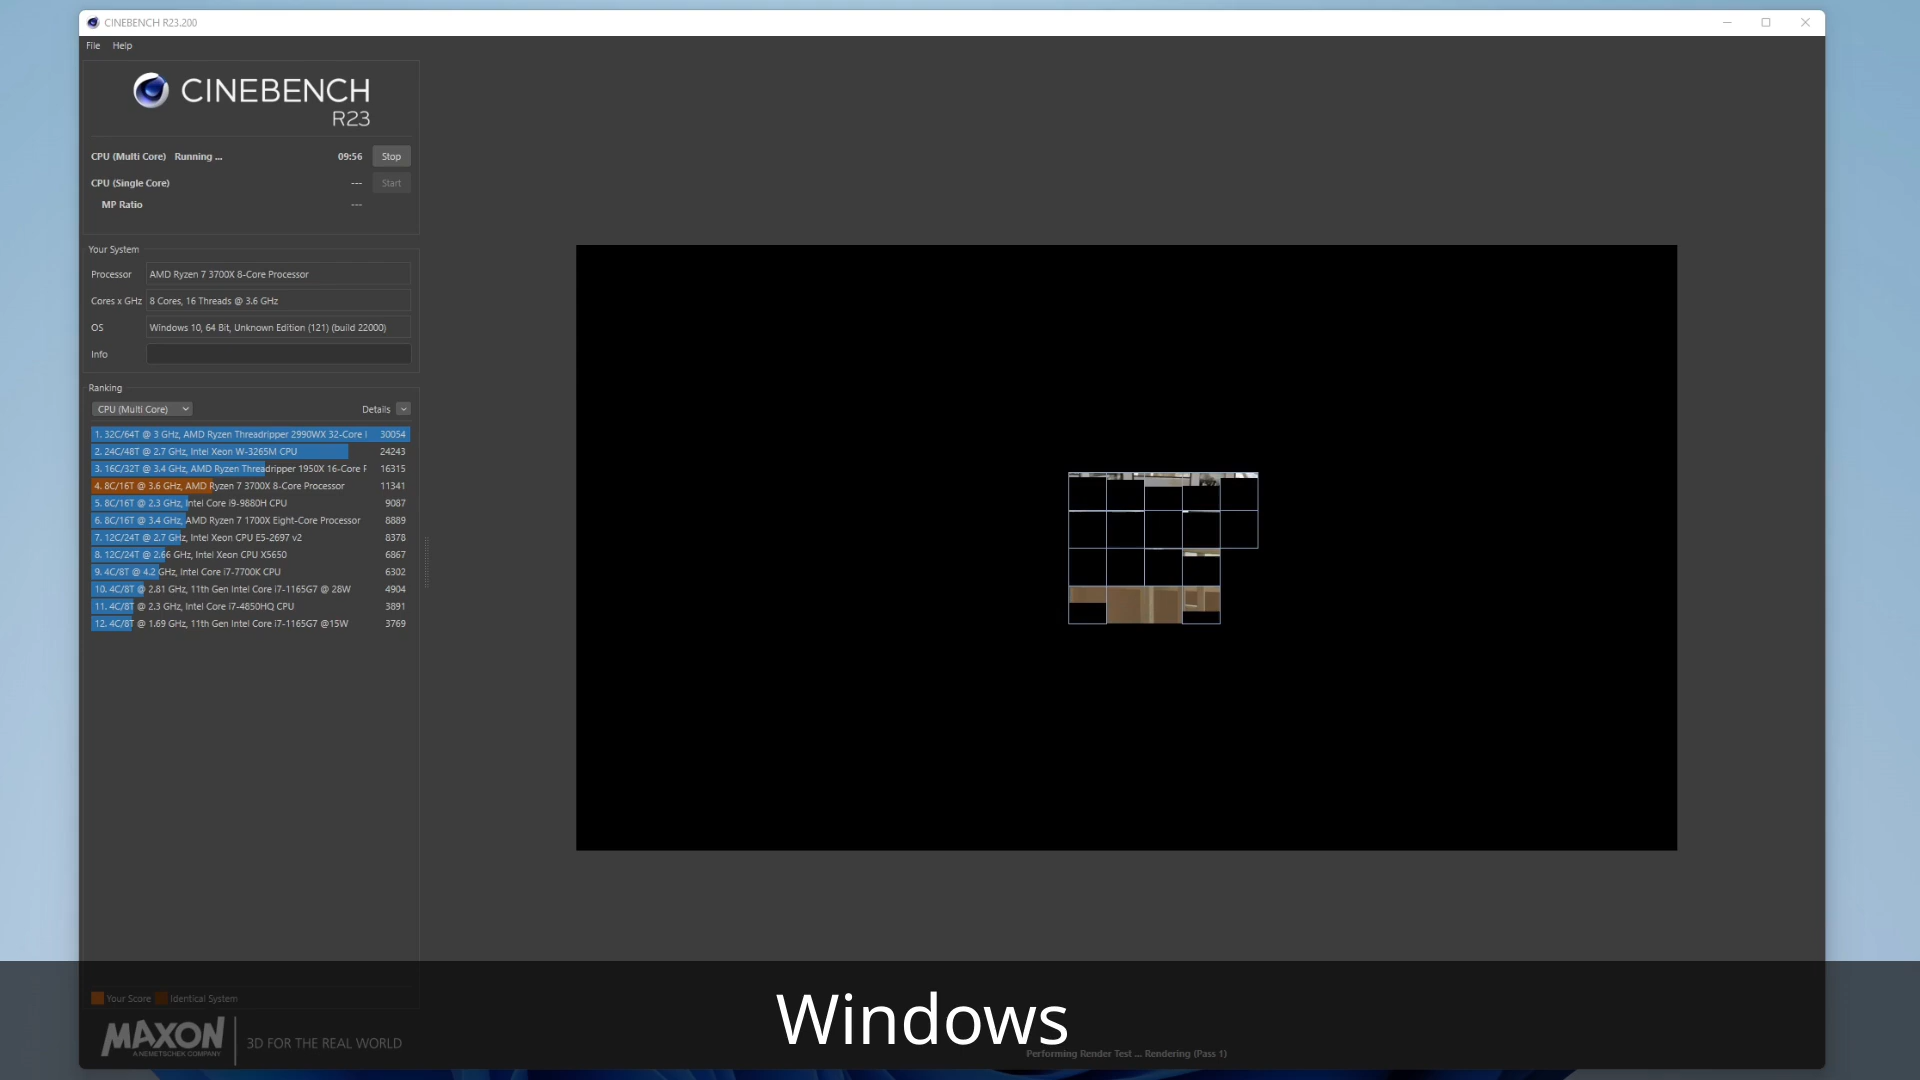 CINEBENCH R23.200
File Help
CINEBENCH
R23
CPU (Multi Core) Running ... 09:56 Stop
CPU (Single Core) --- Start
MP Ratio ---
Your System
Processor AMD Ryzen 7 3700X 8-Core Processor
Cores x GHz 8 Cores, 16 Threads @ 3.6 GHz
OS Windows 10, 64 Bit, Unknown Edition (121) (build 22000)
Info
Ranking
CPU (Multi Core) Details
1. 32C/64T @ 3 GHz, AMD Ryzen Threadripper 2990WX 32-Core 30054
2. 24C/48T @ 2.7 GHz, Intel Xeon W-3265M CPU 24243
3. 16C/32T @ 3.4 GHz, AMD Ryzen Threadripper 1950X 16-Core 16315
4. 8C/16T @ 3.6 GHz, AMD Ryzen 7 3700X 8-Core Processor 11341
5. 8C/16T @ 2.3 GHz, Intel Core i9-9880H CPU 9087
6. 8C/16T @ 3.4 GHz, AMD Ryzen 7 1700X Eight-Core Processor 8889
7. 12C/24T @ 2.7 GHz, Intel Xeon CPU E5-2697 v2 8378
8. 12C/24T @ 2.66 GHz, Intel Xeon CPU X5650 6867
9. 4C/8T @ 4.2 GHz, Intel Core i7-7700K CPU 6302
10. 4C/8T @ 2.81 GHz, 11th Gen Intel Core i7-1165G7 @ 28W 4904
11. 4C/8T @ 2.3 GHz, Intel Core i7-4850HQ CPU 3891
12. 4C/8T @ 1.69 GHz, 11th Gen Intel Core i7-1165G7 @15W 3769
Your Score Identical System
MAXON 3D FOR THE REAL WORLD
A NEMETSCHEK COMPANY
Windows
Performing Render Test ... Rendering (Pass 1)